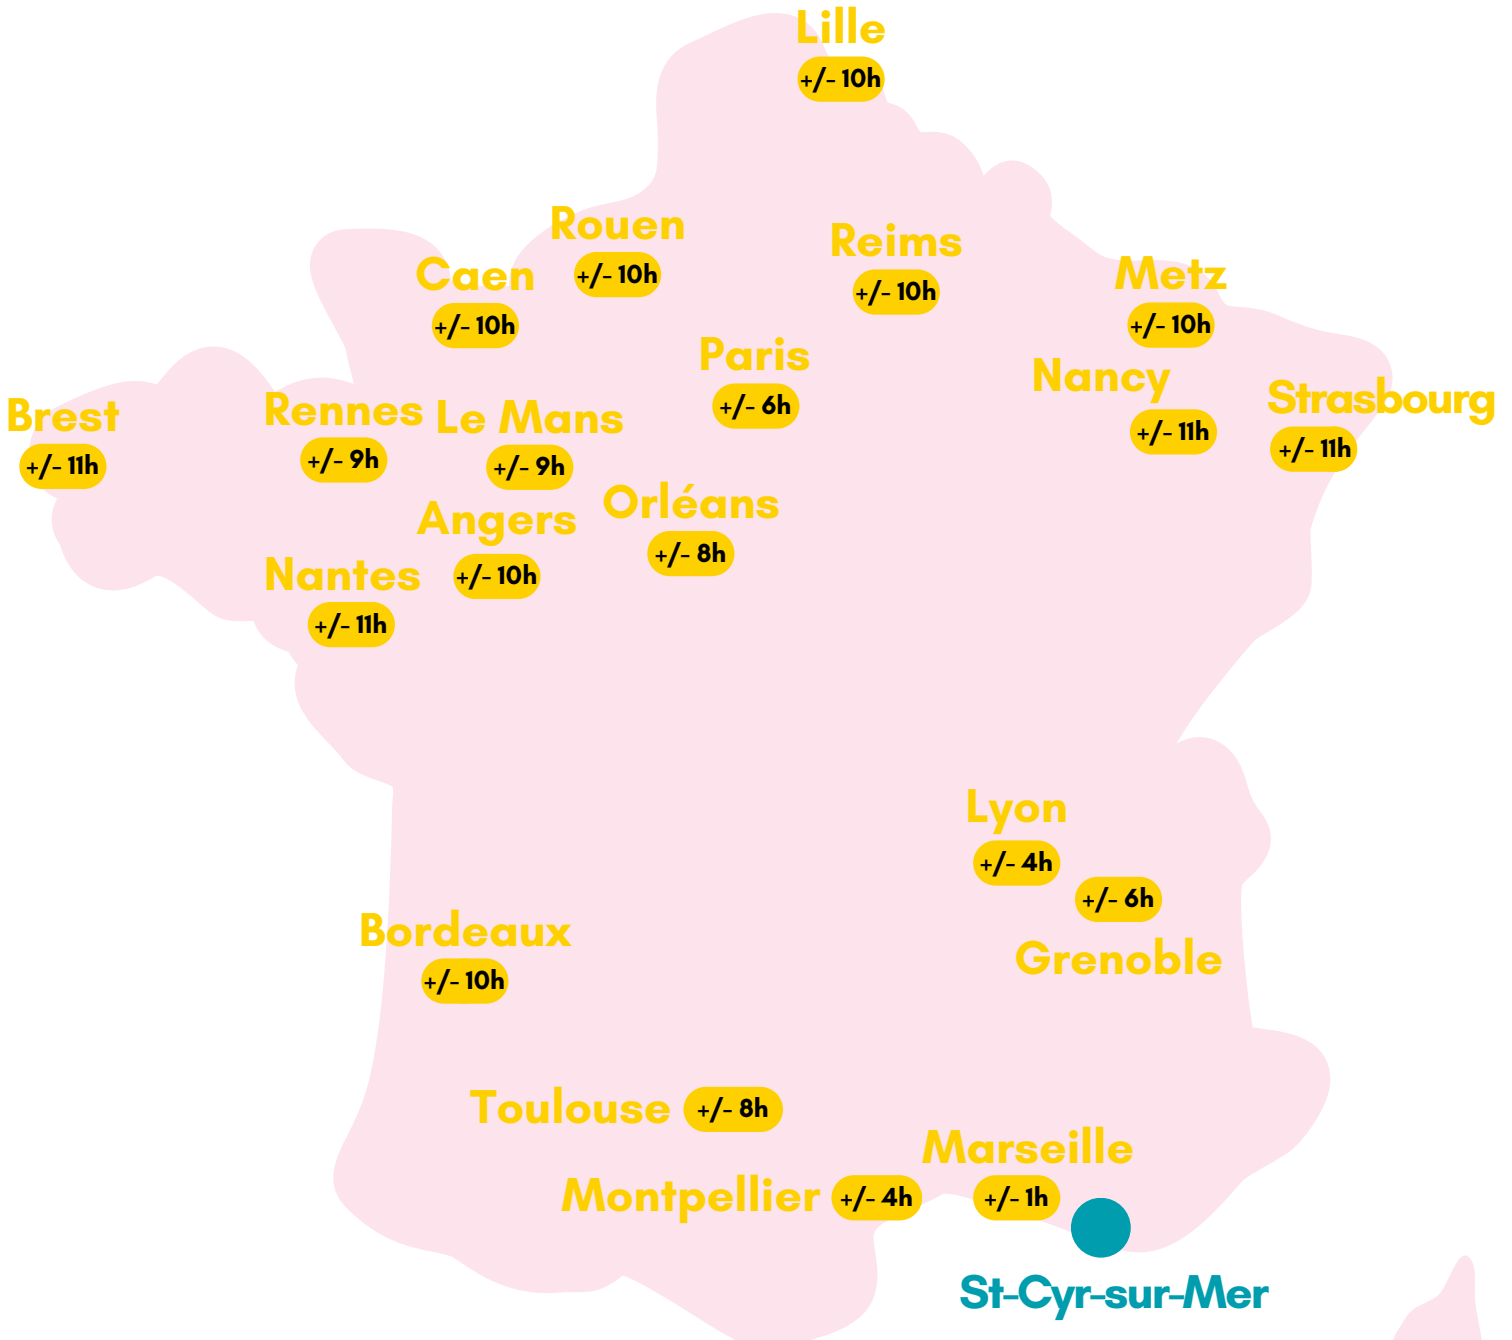 Lille
+/- 10h
Rouen
+/- 10h
Reims
+/- 10h
Caen
+/- 10h
Metz
+/- 10h
Paris
+/- 6h
Nancy
+/- 11h
Strasbourg
+/- 11h
Brest
+/- 11h
Rennes
+/- 9h
Le Mans
+/- 9h
Orléans
+/- 8h
Angers
+/- 10h
Nantes
+/- 11h
Lyon
+/- 4h
+/- 6h
Grenoble
Bordeaux
+/- 10h
Toulouse +/- 8h
Marseille
+/- 1h
Montpellier +/- 4h
St-Cyr-sur-Mer